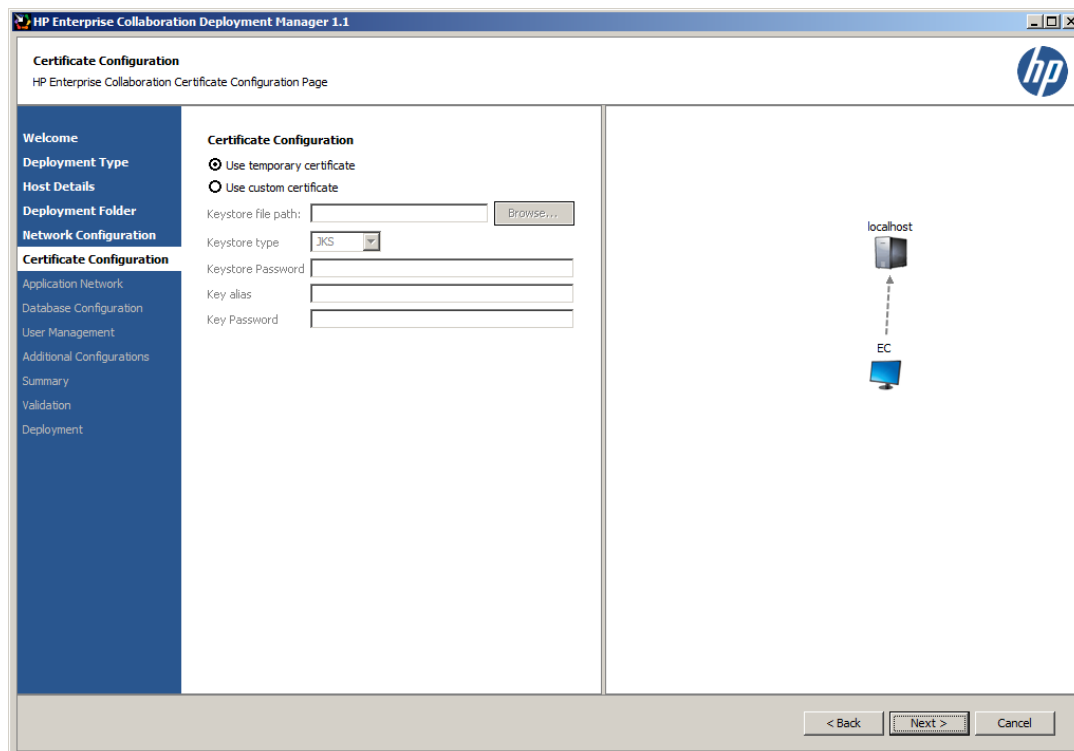 HP Enterprise Collaboration Deployment Manager 1.1
Certificate Configuration
HP Enterprise Collaboration Certificate Configuration Page
hp
Welcome
Deployment Type
Host Details
Deployment Folder
Network Configuration
Certificate Configuration
Application Network
Database Configuration
User Management
Additional Configurations
Summary
Validation
Deployment
Certificate Configuration
Use temporary certificate
Use custom certificate
Keystore file path: Browse...
Keystore type JKS
Keystore Password
Key alias
Key Password
localhost
EC
< Back Next > Cancel